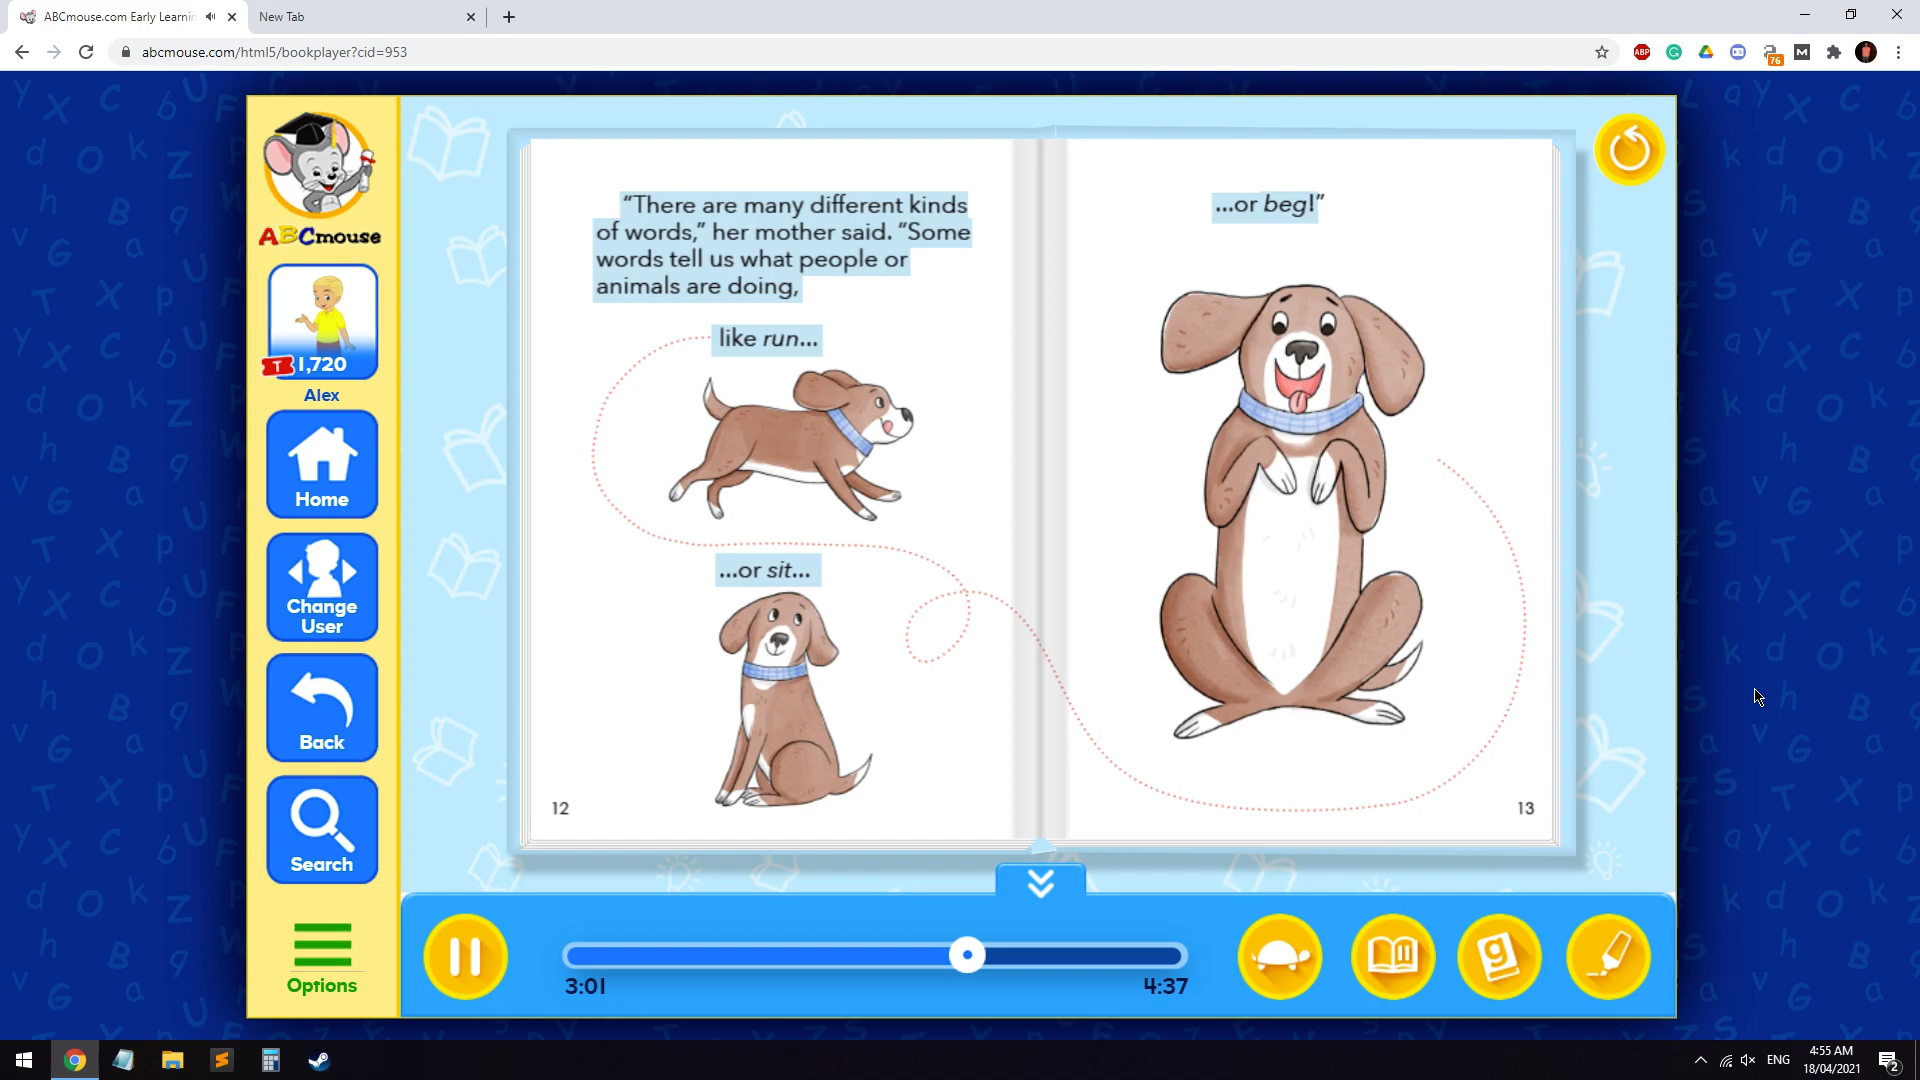 ABCmouse.com Early Learnin
New Tab
abcmouse.com/html5/bookplayer?cid=953
ABP
76
ABCmouse
T 1,720
Alex
Home
Change
User
Back
Search
Options
“There are many different kinds
of words,” her mother said. “Some
words tell us what people or
animals are doing,
like run...
...or sit...
12
...or beg!”
13
3:01
4:37
g
ENG
4:55 AM
18/04/2021
2